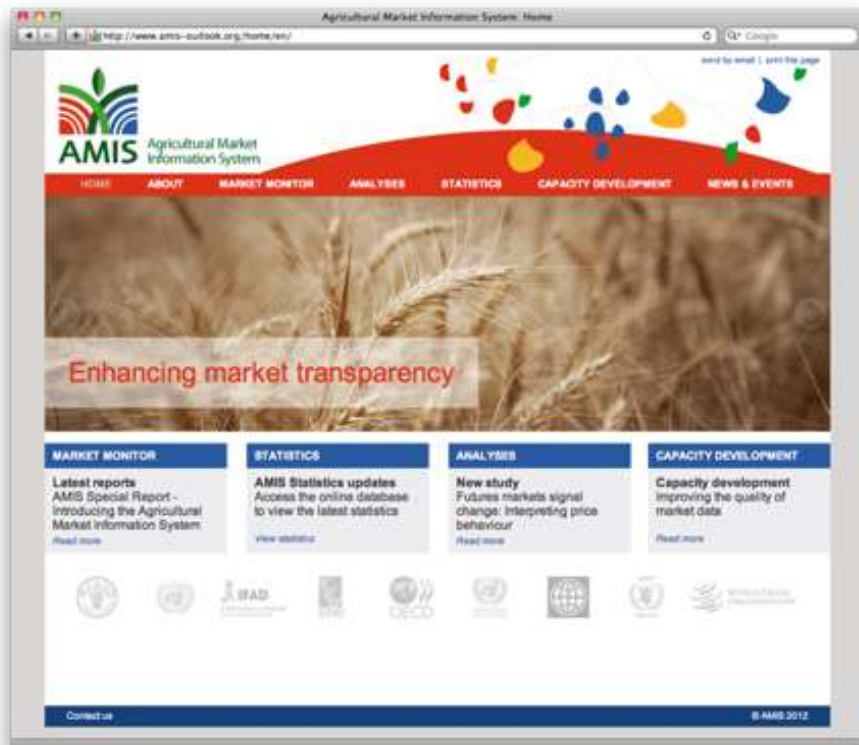 Agricultural Market Information System: Home
http://www.amis-outlook.org/home/en/
Google
send by email | print this page
AMIS Agricultural Market
Information System
HOME ABOUT MARKET MONITOR ANALYSES STATISTICS CAPACITY DEVELOPMENT NEWS & EVENTS
Enhancing market transparency
MARKET MONITOR
Latest reports
AMIS Special Report -
Introducing the Agricultural
Market Information System
Read more
STATISTICS
AMIS Statistics updates
Access the online database
to view the latest statistics
View statistics
ANALYSES
New study
Futures markets signal
change: Interpreting price
behaviour
Read more
CAPACITY DEVELOPMENT
Capacity development
Improving the quality of
market data
Read more
IFAD
OECD
Contact us
© AMIS 2012